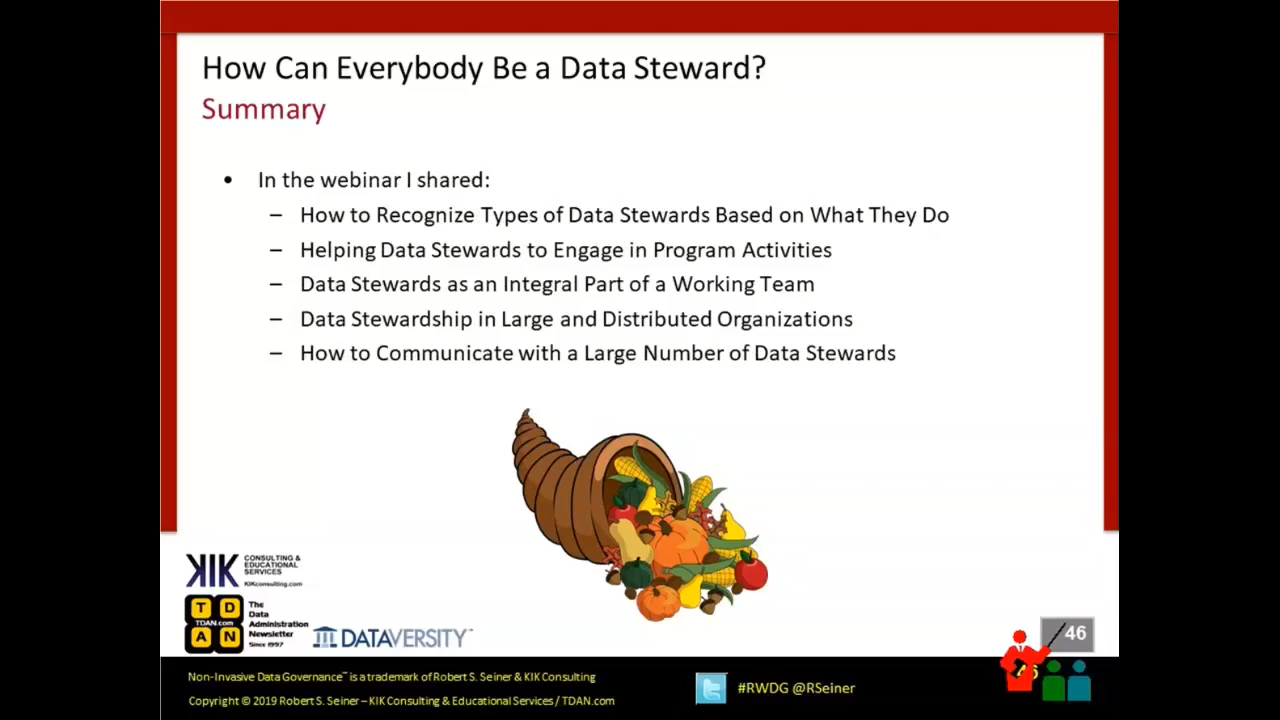 How Can Everybody Be a Data Steward?
Summary
• In the webinar I shared:
– How to Recognize Types of Data Stewards Based on What They Do
– Helping Data Stewards to Engage in Program Activities
– Data Stewards as an Integral Part of a Working Team
– Data Stewardship in Large and Distributed Organizations
– How to Communicate with a Large Number of Data Stewards
KIK CONSULTING & EDUCATIONAL SERVICES
KIKconsulting.com
T D
TDAN.com
A N
The
Data
Administration
Newsletter
Since 1997
DATAVERSITY™
46
Non-Invasive Data Governance™ is a trademark of Robert S. Seiner & KIK Consulting
#RWDG @RSeiner
Copyright © 2019 Robert S. Seiner – KIK Consulting & Educational Services / TDAN.com